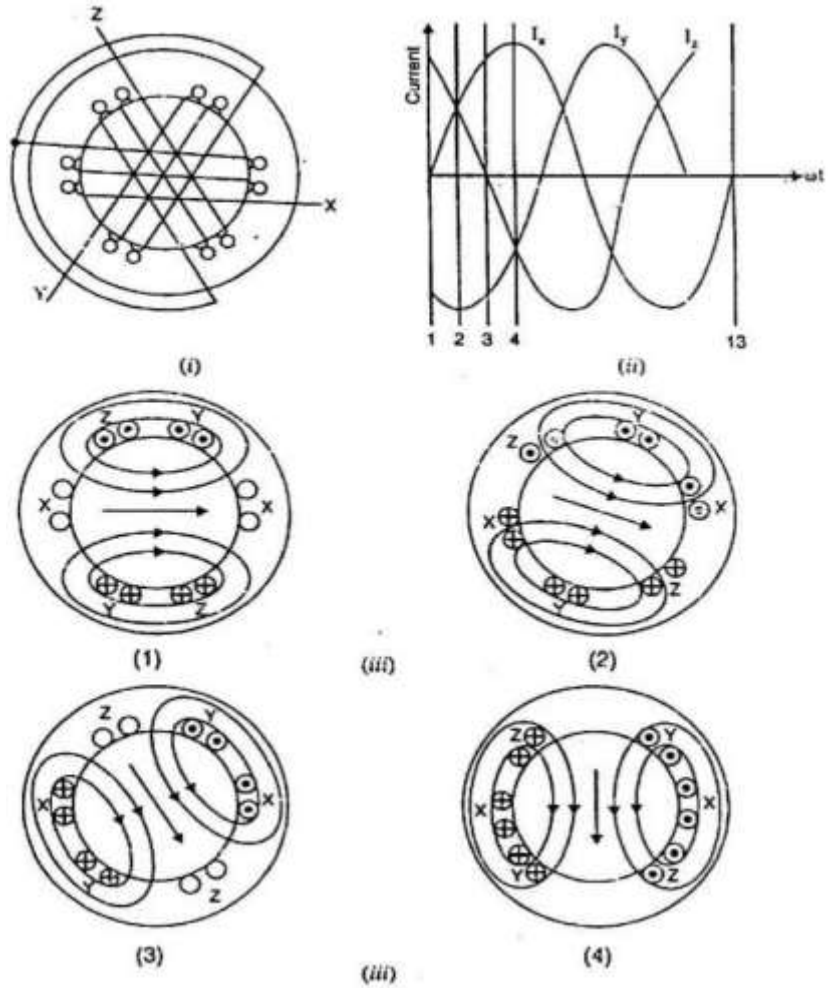 Z
X
Y
(i)
Current
Ix
Iy
Iz
ωt
1 2 3 4 13
(ii)
Z Y
X X
Y Z
(1)
Y
Z
X X
Y Z
(2)
(iii)
Z Y
X X
Y Z
(3)
Z Y
X X
Y Z
(4)
(iii)